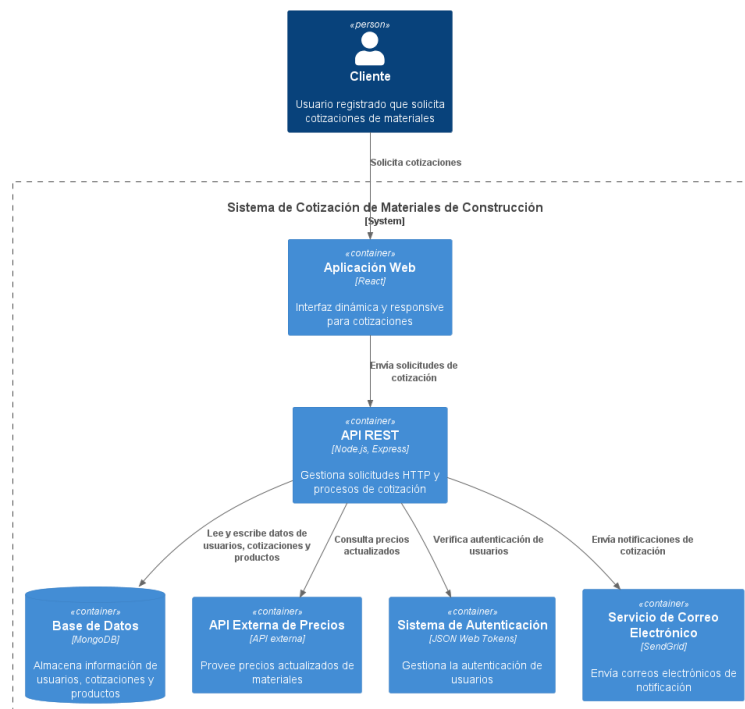 «person»
Cliente
Usuario registrado que solicita
cotizaciones de materiales
Solicita cotizaciones
Sistema de Cotización de Materiales de Construcción
[System]
«container»
Aplicación Web
[React]
Interfaz dinámica y responsive
para cotizaciones
Envía solicitudes de
cotización
«container»
API REST
[Node.js, Express]
Gestiona solicitudes HTTP y
procesos de cotización
Lee y escribe datos de
usuarios, cotizaciones y
productos
Consulta precios
actualizados
Verifica autenticación de
usuarios
Envía notificaciones de
cotización
«container»
Base de Datos
[MongoDB]
Almacena información de
usuarios, cotizaciones y
productos
«container»
API Externa de Precios
[API externa]
Provee precios actualizados de
materiales
«container»
Sistema de Autenticación
[JSON Web Tokens]
Gestiona la autenticación de
usuarios
«container»
Servicio de Correo
Electrónico
[SendGrid]
Envía correos electrónicos de
notificación